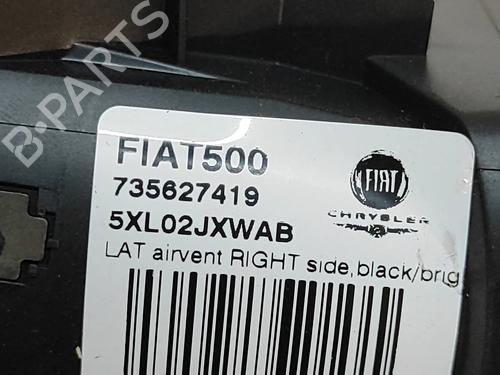 B-PARTS
FIAT500
735627419
5XL02JXWAB
FIAT
CHRYSLER
LAT airvent RIGHT side,black/brig